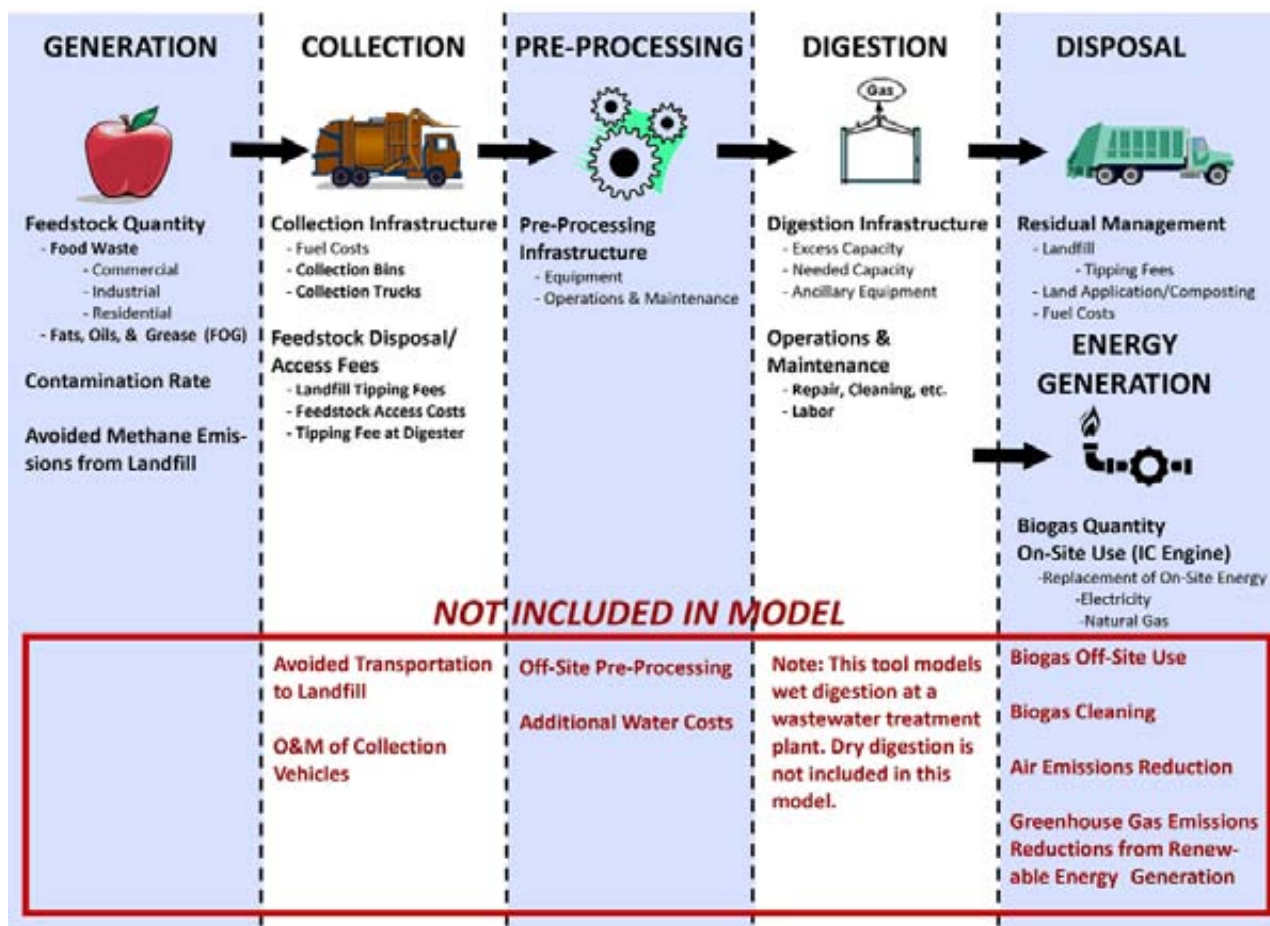 GENERATION
Feedstock Quantity
- Food Waste
- Commercial
- Industrial
- Residential
- Fats, Oils, & Grease (FOG)
Contamination Rate
Avoided Methane Emis-
sions from Landfill
COLLECTION
Collection Infrastructure
- Fuel Costs
- Collection Bins
- Collection Trucks
Feedstock Disposal/
Access Fees
- Landfill Tipping Fees
- Feedstock Access Costs
- Tipping Fee at Digester
PRE-PROCESSING
Pre-Processing
Infrastructure
- Equipment
- Operations & Maintenance
DIGESTION
Gas
Digestion Infrastructure
- Excess Capacity
- Needed Capacity
- Ancillary Equipment
Operations &
Maintenance
- Repair, Cleaning, etc.
- Labor
DISPOSAL
Residual Management
- Landfill
- Tipping Fees
- Land Application/Composting
- Fuel Costs
ENERGY
GENERATION
Biogas Quantity
On-Site Use (IC Engine)
-Replacement of On-Site Energy
-Electricity
-Natural Gas
NOT INCLUDED IN MODEL
Avoided Transportation
to Landfill
O&M of Collection
Vehicles
Off-Site Pre-Processing
Additional Water Costs
Note: This tool models
wet digestion at a
wastewater treatment
plant. Dry digestion is
not included in this
model.
Biogas Off-Site Use
Biogas Cleaning
Air Emissions Reduction
Greenhouse Gas Emissions
Reductions from Renew-
able Energy Generation